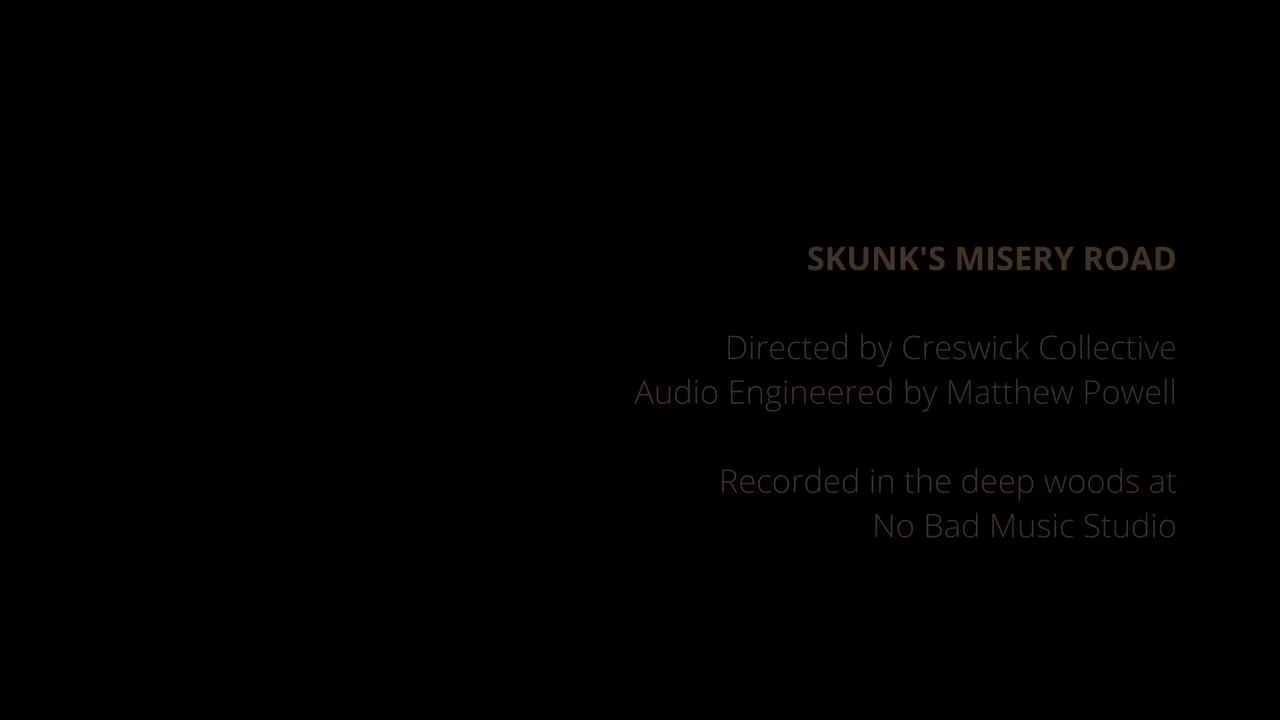 SKUNK'S MISERY ROAD
Directed by Creswick Collective
Audio Engineered by Matthew Powell
Recorded in the deep woods at
No Bad Music Studio